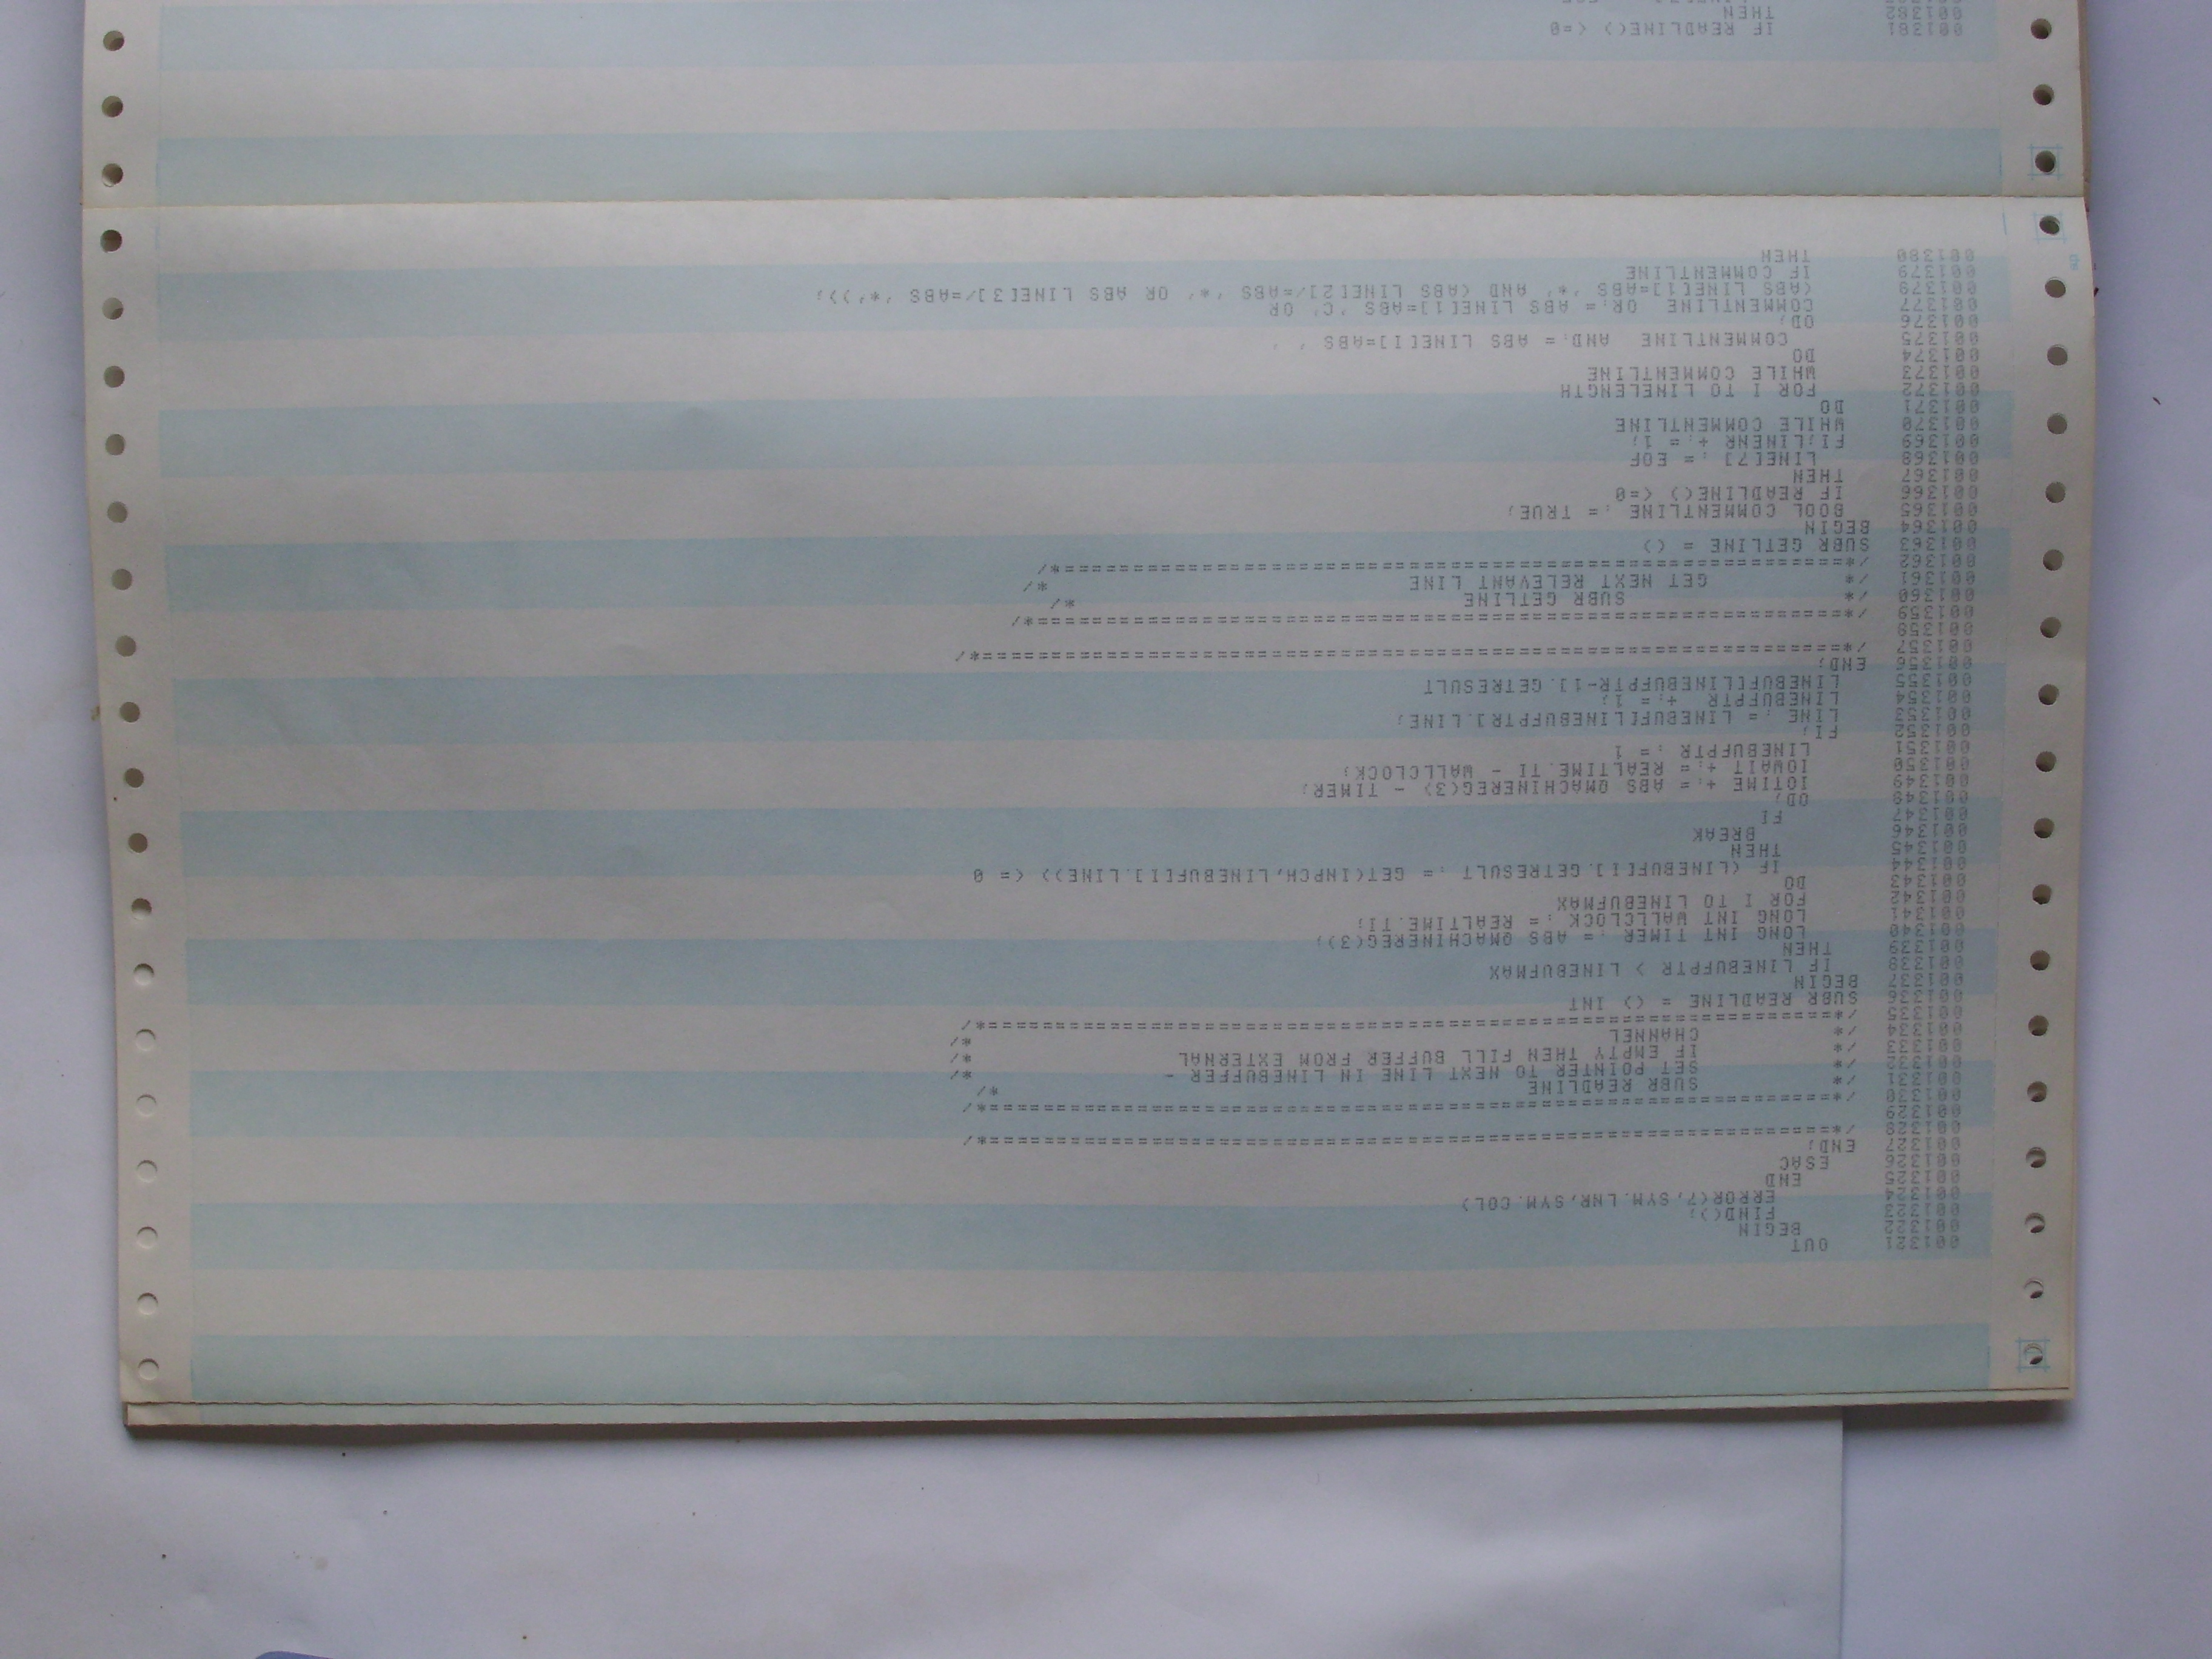 001321      OUT
001322        BEGIN
001323          FIND();
001324          ERROR(7,SYM.LNR,SYM.COL)
001325        END
001326      ESAC
001327    END;
001328    /*================================================================*/
001329
001330    /*================================================================*/
001331    /*          SUBR READLINE                                        */
001332    /*          SET POINTER TO NEXT LINE IN LINEBUFFER -               */
001333    /*          IF EMPTY THEN FILL BUFFER FROM EXTERNAL                */
001334    /*          CHANNEL                                                */
001335    /*================================================================*/
001336    SUBR READLINE = () INT
001337    BEGIN
001338      IF LINEBUFPTR > LINEBUFMAX
001339      THEN
001340        LONG INT TIMER := ABS QMACHINEREG(3);
001341        LONG INT WALLCLOCK := REALTIME.TI;
001342        FOR I TO LINEBUFMAX
001343        DO
001344          IF (LINEBUF[I].GETRESULT := GET(INPCH,LINEBUF[I].LINE)) <= 0
001345          THEN
001346            BREAK
001347          FI
001348        OD;
001349        IOTIME +:= ABS QMACHINEREG(3) - TIMER;
001350        IOWAIT +:= REALTIME.TI - WALLCLOCK;
001351        LINEBUFPTR := 1
001352      FI;
001353      LINE := LINEBUF[LINEBUFPTR].LINE;
001354      LINEBUFPTR +:= 1;
001355      LINEBUF[LINEBUFPTR-1].GETRESULT
001356    END;
001357    /*================================================================*/
001358
001359    /*============================================================*/
001360    /*                SUBR GETLINE                              */
001361    /*          GET NEXT RELEVANT LINE                            */
001362    /*==========================================================*/
001363    SUBR GETLINE = ()
001364    BEGIN
001365      BOOL COMMENTLINE := TRUE;
001366      IF READLINE() <=0
001367      THEN
001368        LINE[7] := EOF
001369      FI;LINENR +:= 1;
001370      WHILE COMMENTLINE
001371      DO
001372        FOR I TO LINELENGTH
001373        WHILE COMMENTLINE
001374        DO
001375          COMMENTLINE AND:= ABS LINE[I]=ABS ' '
001376        OD;
001377        COMMENTLINE OR:= ABS LINE[1]=ABS 'C' OR
001378        (ABS LINE[1]=ABS '*' AND (ABS LINE[2]/=ABS '*' OR ABS LINE[3]/=ABS '*'));
001379        IF COMMENTLINE
001380        THEN
001381          IF READLINE() <=0
001382          THEN